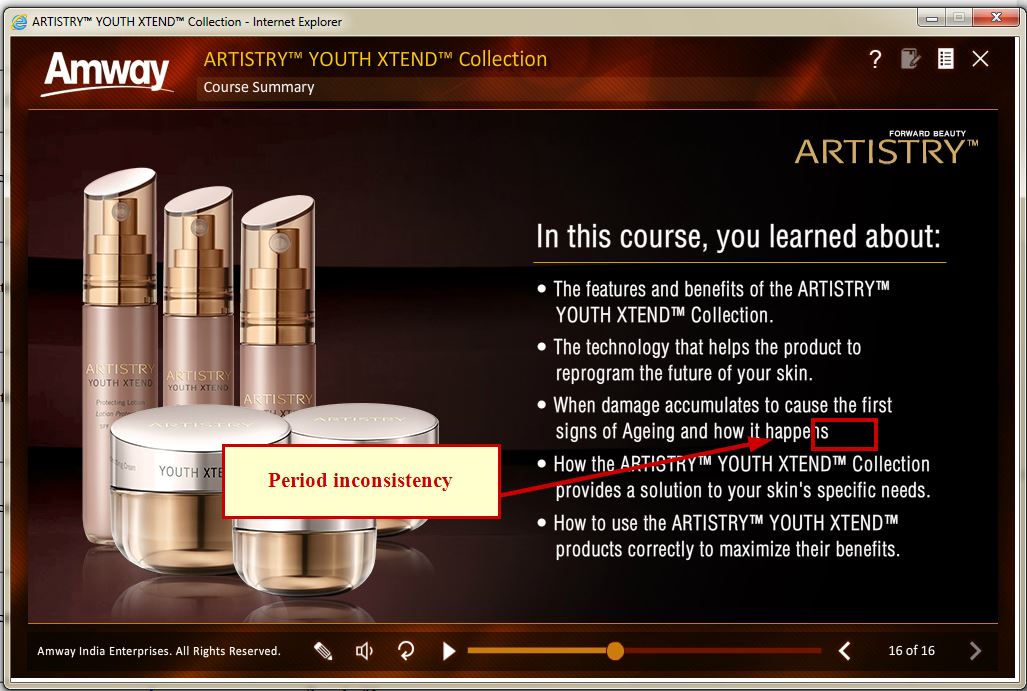 ARTISTRY™ YOUTH XTEND™ Collection - Internet Explorer
Amway
ARTISTRY™ YOUTH XTEND™ Collection
Course Summary
?
FORWARD BEAUTY
ARTISTRY™
In this course, you learned about:
• The features and benefits of the ARTISTRY™
YOUTH XTEND™ Collection.
• The technology that helps the product to
reprogram the future of your skin.
• When damage accumulates to cause the first
signs of Ageing and how it happens
• How the ARTISTRY™ YOUTH XTEND™ Collection
provides a solution to your skin's specific needs.
• How to use the ARTISTRY™ YOUTH XTEND™
products correctly to maximize their benefits.
ARTISTRY
YOUTH XTEND
Protecting Lotion
Lotion
SPF
ARTISTRY
YOUTH XTEND
ARTISTRY
ARTISTRY
ARTISTRY
YOUTH XTE
Period inconsistency
Amway India Enterprises. All Rights Reserved.
16 of 16